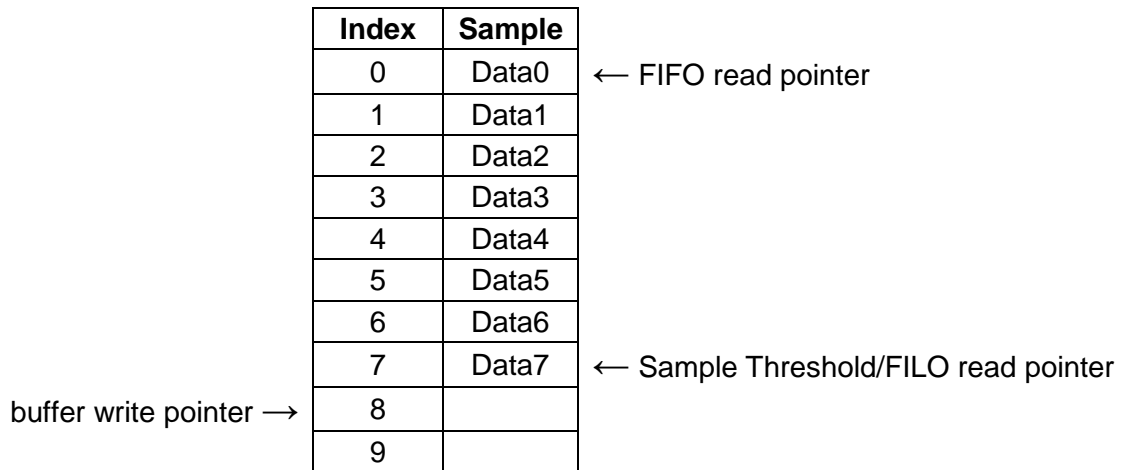 Index Sample
0 Data0 ← FIFO read pointer
1 Data1
2 Data2
3 Data3
4 Data4
5 Data5
6 Data6
7 Data7 ← Sample Threshold/FILO read pointer
buffer write pointer → 8
9